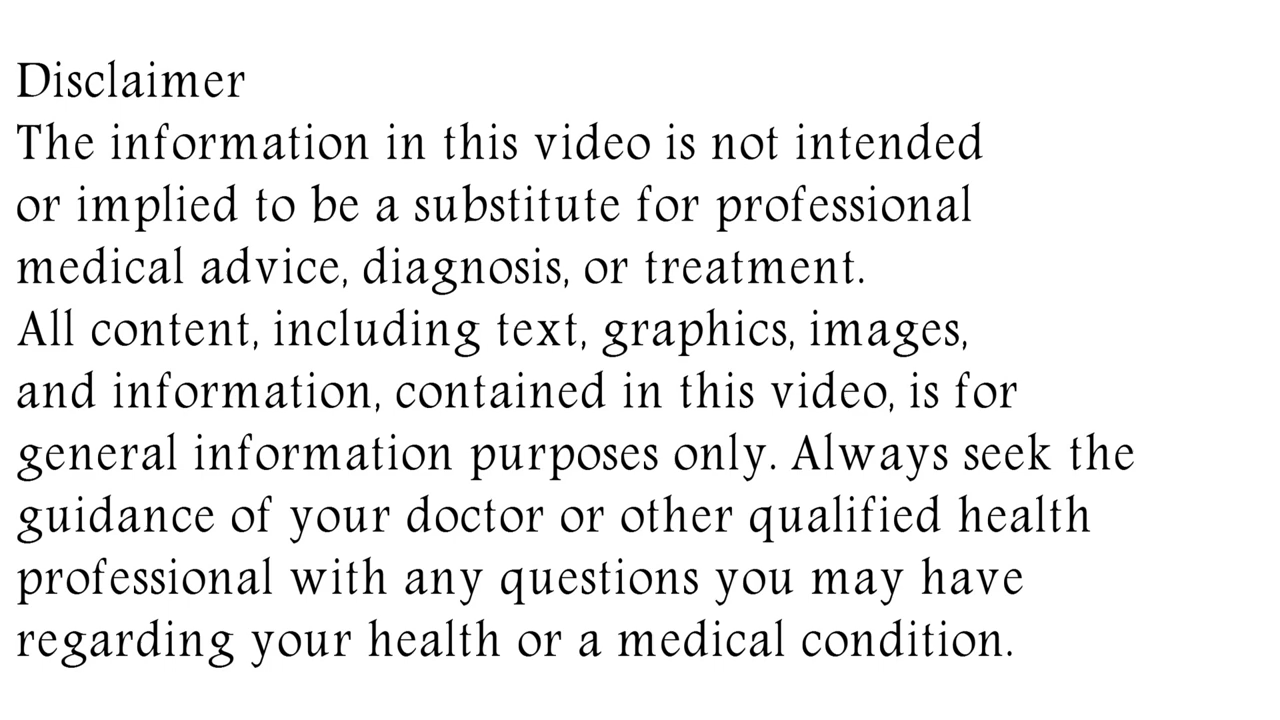 Disclaimer
The information in this video is not intended
or implied to be a substitute for professional
medical advice, diagnosis, or treatment.
All content, including text, graphics, images,
and information, contained in this video, is for
general information purposes only. Always seek the
guidance of your doctor or other qualified health
professional with any questions you may have
regarding your health or a medical condition.